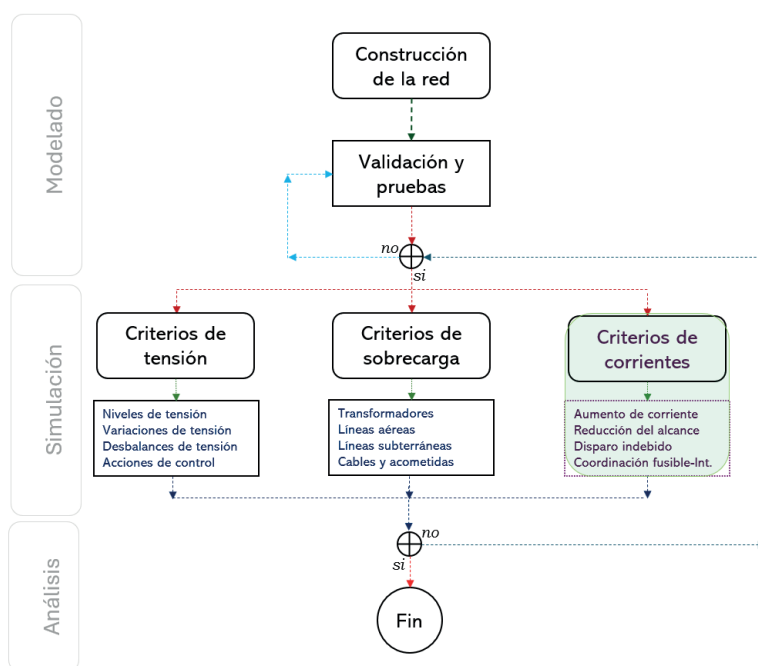 Modelado
Construcción
de la red
Validación y
pruebas
no
si
Simulación
Criterios de
tensión
Niveles de tensión
Variaciones de tensión
Desbalances de tensión
Acciones de control
Criterios de
sobrecarga
Transformadores
Líneas aéreas
Líneas subterráneas
Cables y acometidas
Criterios de
corrientes
Aumento de corriente
Reducción del alcance
Disparo indebido
Coordinación fusible-Int.
Análisis
no
si
Fin